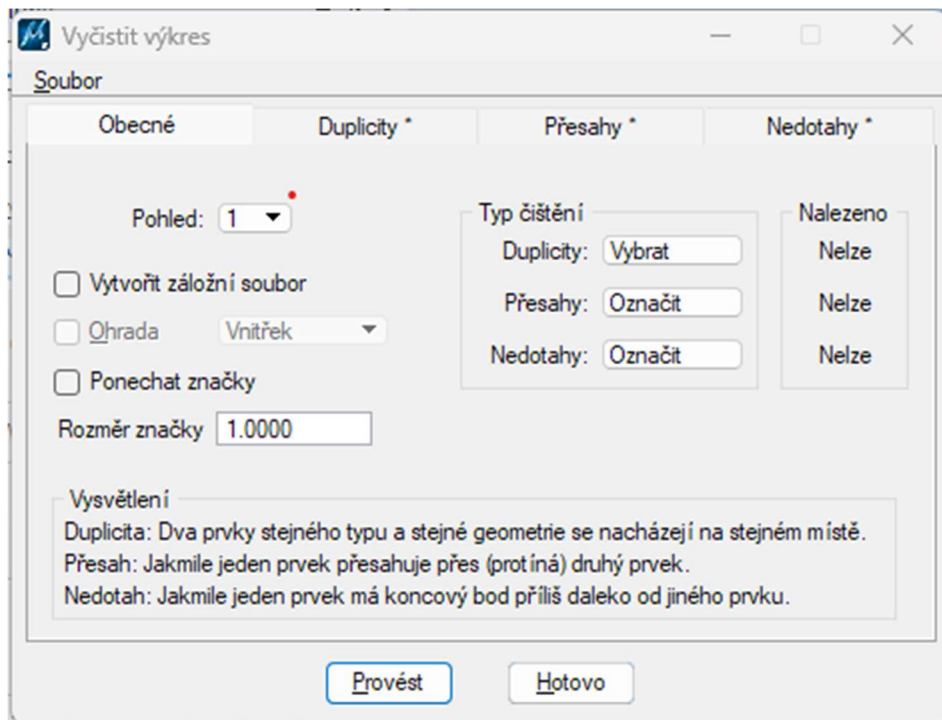 Vyčistit výkres
Soubor
Obecné Duplicity * Přesahy * Nedotahy *
Pohled: 1
Typ čištění
Nalezeno
Duplicity: Vybrat Nelze
Vytvořit záložní soubor
Přesahy: Označit Nelze
Ohrada Vnitřek
Nedotahy: Označit Nelze
Ponechat značky
Rozměr značky 1.0000
Vysvětlení
Duplicita: Dva prvky stejného typu a stejné geometrie se nacházejí na stejném místě.
Přesah: Jakmile jeden prvek přesahuje přes (protíná) druhý prvek.
Nedotah: Jakmile jeden prvek má koncový bod příliš daleko od jiného prvku.
Provést Hotovo